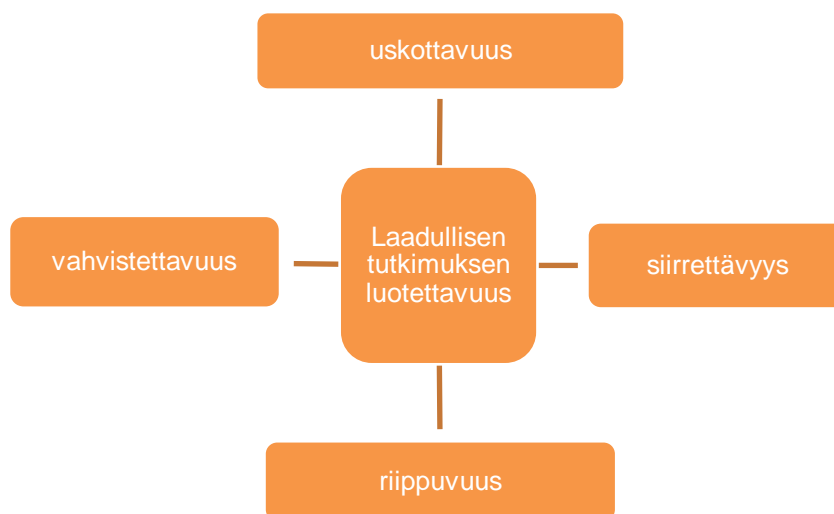 uskottavuus
vahvistettavuus
Laadullisen
tutkimuksen
luotettavuus
siirrettävyys
riippuvuus